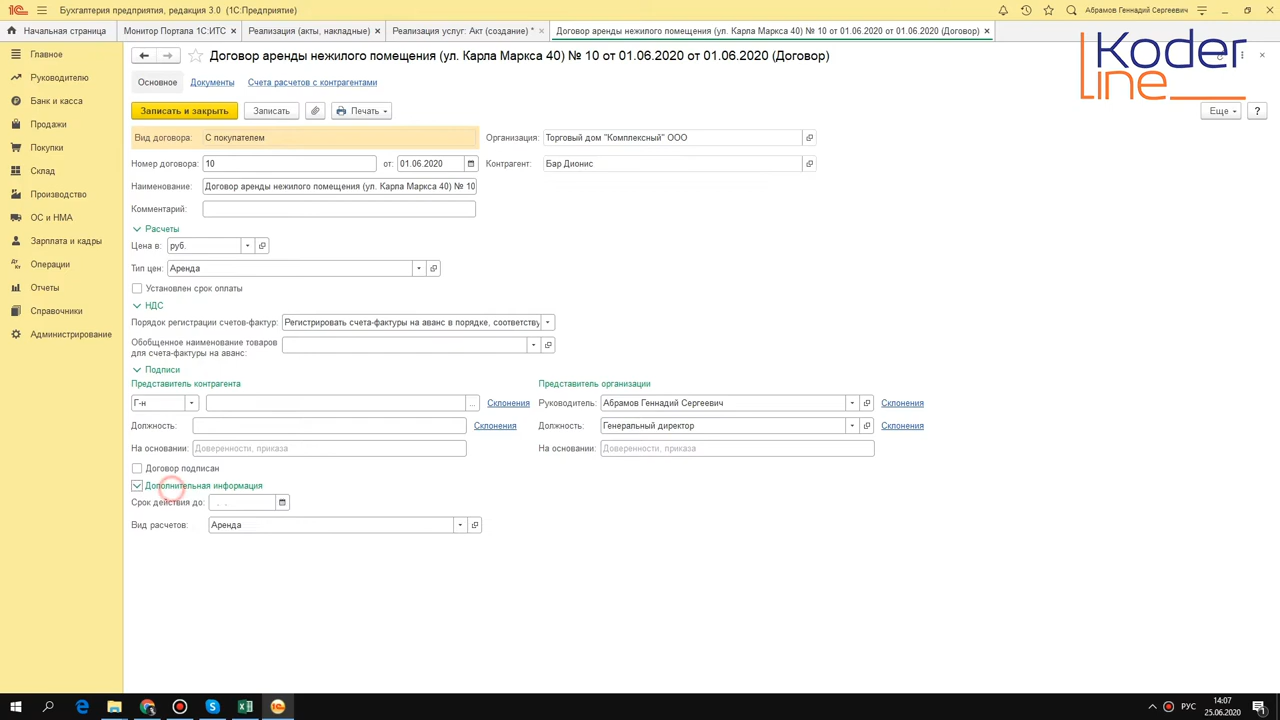 Бухгалтерия предприятия, редакция 3.0 (1С:Предприятие)
Абрамов Геннадий Сергеевич
Начальная страница
Монитор Портала 1С:ИТС ×
Реализация (акты, накладные) ×
Реализация услуг: Акт (создание) * ×
Договор аренды нежилого помещения (ул. Карла Маркса 40) № 10 от 01.06.2020 от 01.06.2020 (Договор) ×
Главное
Руководителю
Банк и касса
Продажи
Покупки
Склад
Производство
ОС и НМА
Зарплата и кадры
Операции
Отчеты
Справочники
Администрирование
Договор аренды нежилого помещения (ул. Карла Маркса 40) № 10 от 01.06.2020 от 01.06.2020 (Договор)
Koder
line
Основное Документы Счета расчетов с контрагентами
Записать и закрыть Записать Печать Еще ?
Вид договора: С покупателем Организация: Торговый дом "Комплексный" ООО
Номер договора: 10 от: 01.06.2020 Контрагент: Бар Дионис
Наименование: Договор аренды нежилого помещения (ул. Карла Маркса 40) № 10
Комментарий:
Расчеты
Цена в: руб.
Тип цен: Аренда
Установлен срок оплаты
НДС
Порядок регистрации счетов-фактур: Регистрировать счета-фактуры на аванс в порядке, соответству
Обобщенное наименование товаров
для счета-фактуры на аванс:
Подписи
Представитель контрагента Представитель организации
Г-н ... Склонения Руководитель: Абрамов Геннадий Сергеевич Склонения
Должность: Склонения Должность: Генеральный директор Склонения
На основании: Доверенности, приказа На основании: Доверенности, приказа
Договор подписан
Дополнительная информация
Срок действия до: . .
Вид расчетов: Аренда
РУС
14:07
25.06.2020